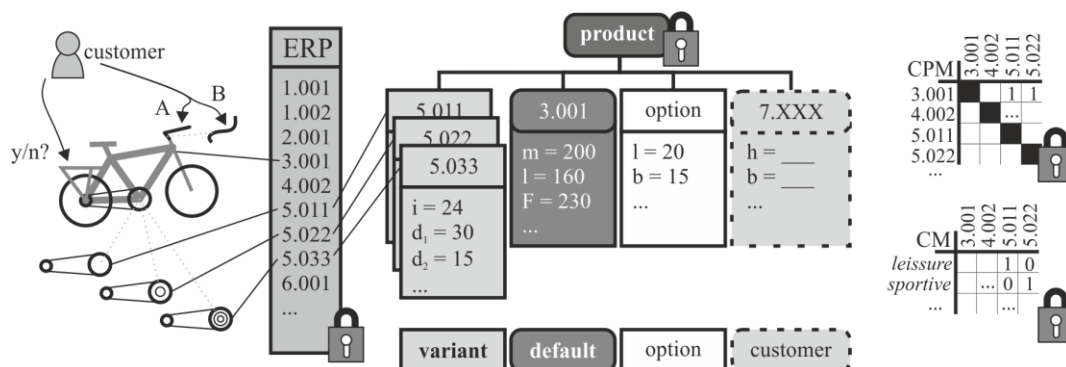 customer
A
B
y/n?
ERP
1.001
1.002
2.001
3.001
4.002
5.011
5.022
5.033
6.001
...
product
5.011
5.022
5.033
i = 24
d₁ = 30
d₂ = 15
...
3.001
m = 200
l = 160
F = 230
...
option
l = 20
b = 15
...
7.XXX
h = ___
b = ___
...
variant
default
option
customer
CPM 3.001 4.002 5.011 5.022
3.001 1 1
4.002 ...
5.011
5.022
...
CM 3.001 4.002 5.011 5.022
leissure 1 0
sportive ... 0 1
... ...